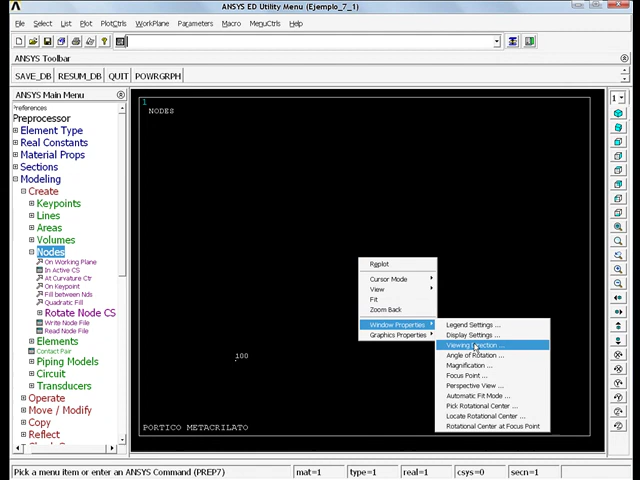 ANSYS ED Utility Menu (Ejemplo_7_1)
File Select List Plot PlotCtrls WorkPlane Parameters Macro MenuCtrls Help
ANSYS Toolbar
SAVE_DB RESUM_DB QUIT POWRGRPH
ANSYS Main Menu
Preferences
Preprocessor
Element Type
Real Constants
Material Props
Sections
Modeling
Create
Keypoints
Lines
Areas
Volumes
Nodes
On Working Plane
In Active CS
At Curvature Ctr
On Keypoint
Fill between Nds
Quadratic Fill
Rotate Node CS
Write Node File
Read Node File
Elements
Contact Pair
Piping Models
Circuit
Transducers
Operate
Move / Modify
Copy
Reflect
1
NODES
100
PORTICO METACRILATO
Replot
Cursor Mode
View
Fit
Zoom Back
Window Properties
Graphics Properties
Legend Settings ...
Display Settings ...
Viewing Direction ...
Angle of Rotation ...
Magnification ...
Focus Point ...
Perspective View ...
Automatic Fit Mode ...
Pick Rotational Center ...
Locate Rotational Center ...
Rotational Center at Focus Point
1
Pick a menu item or enter an ANSYS Command (PREP7)
mat=1
type=1
real=1
csys=0
secn=1